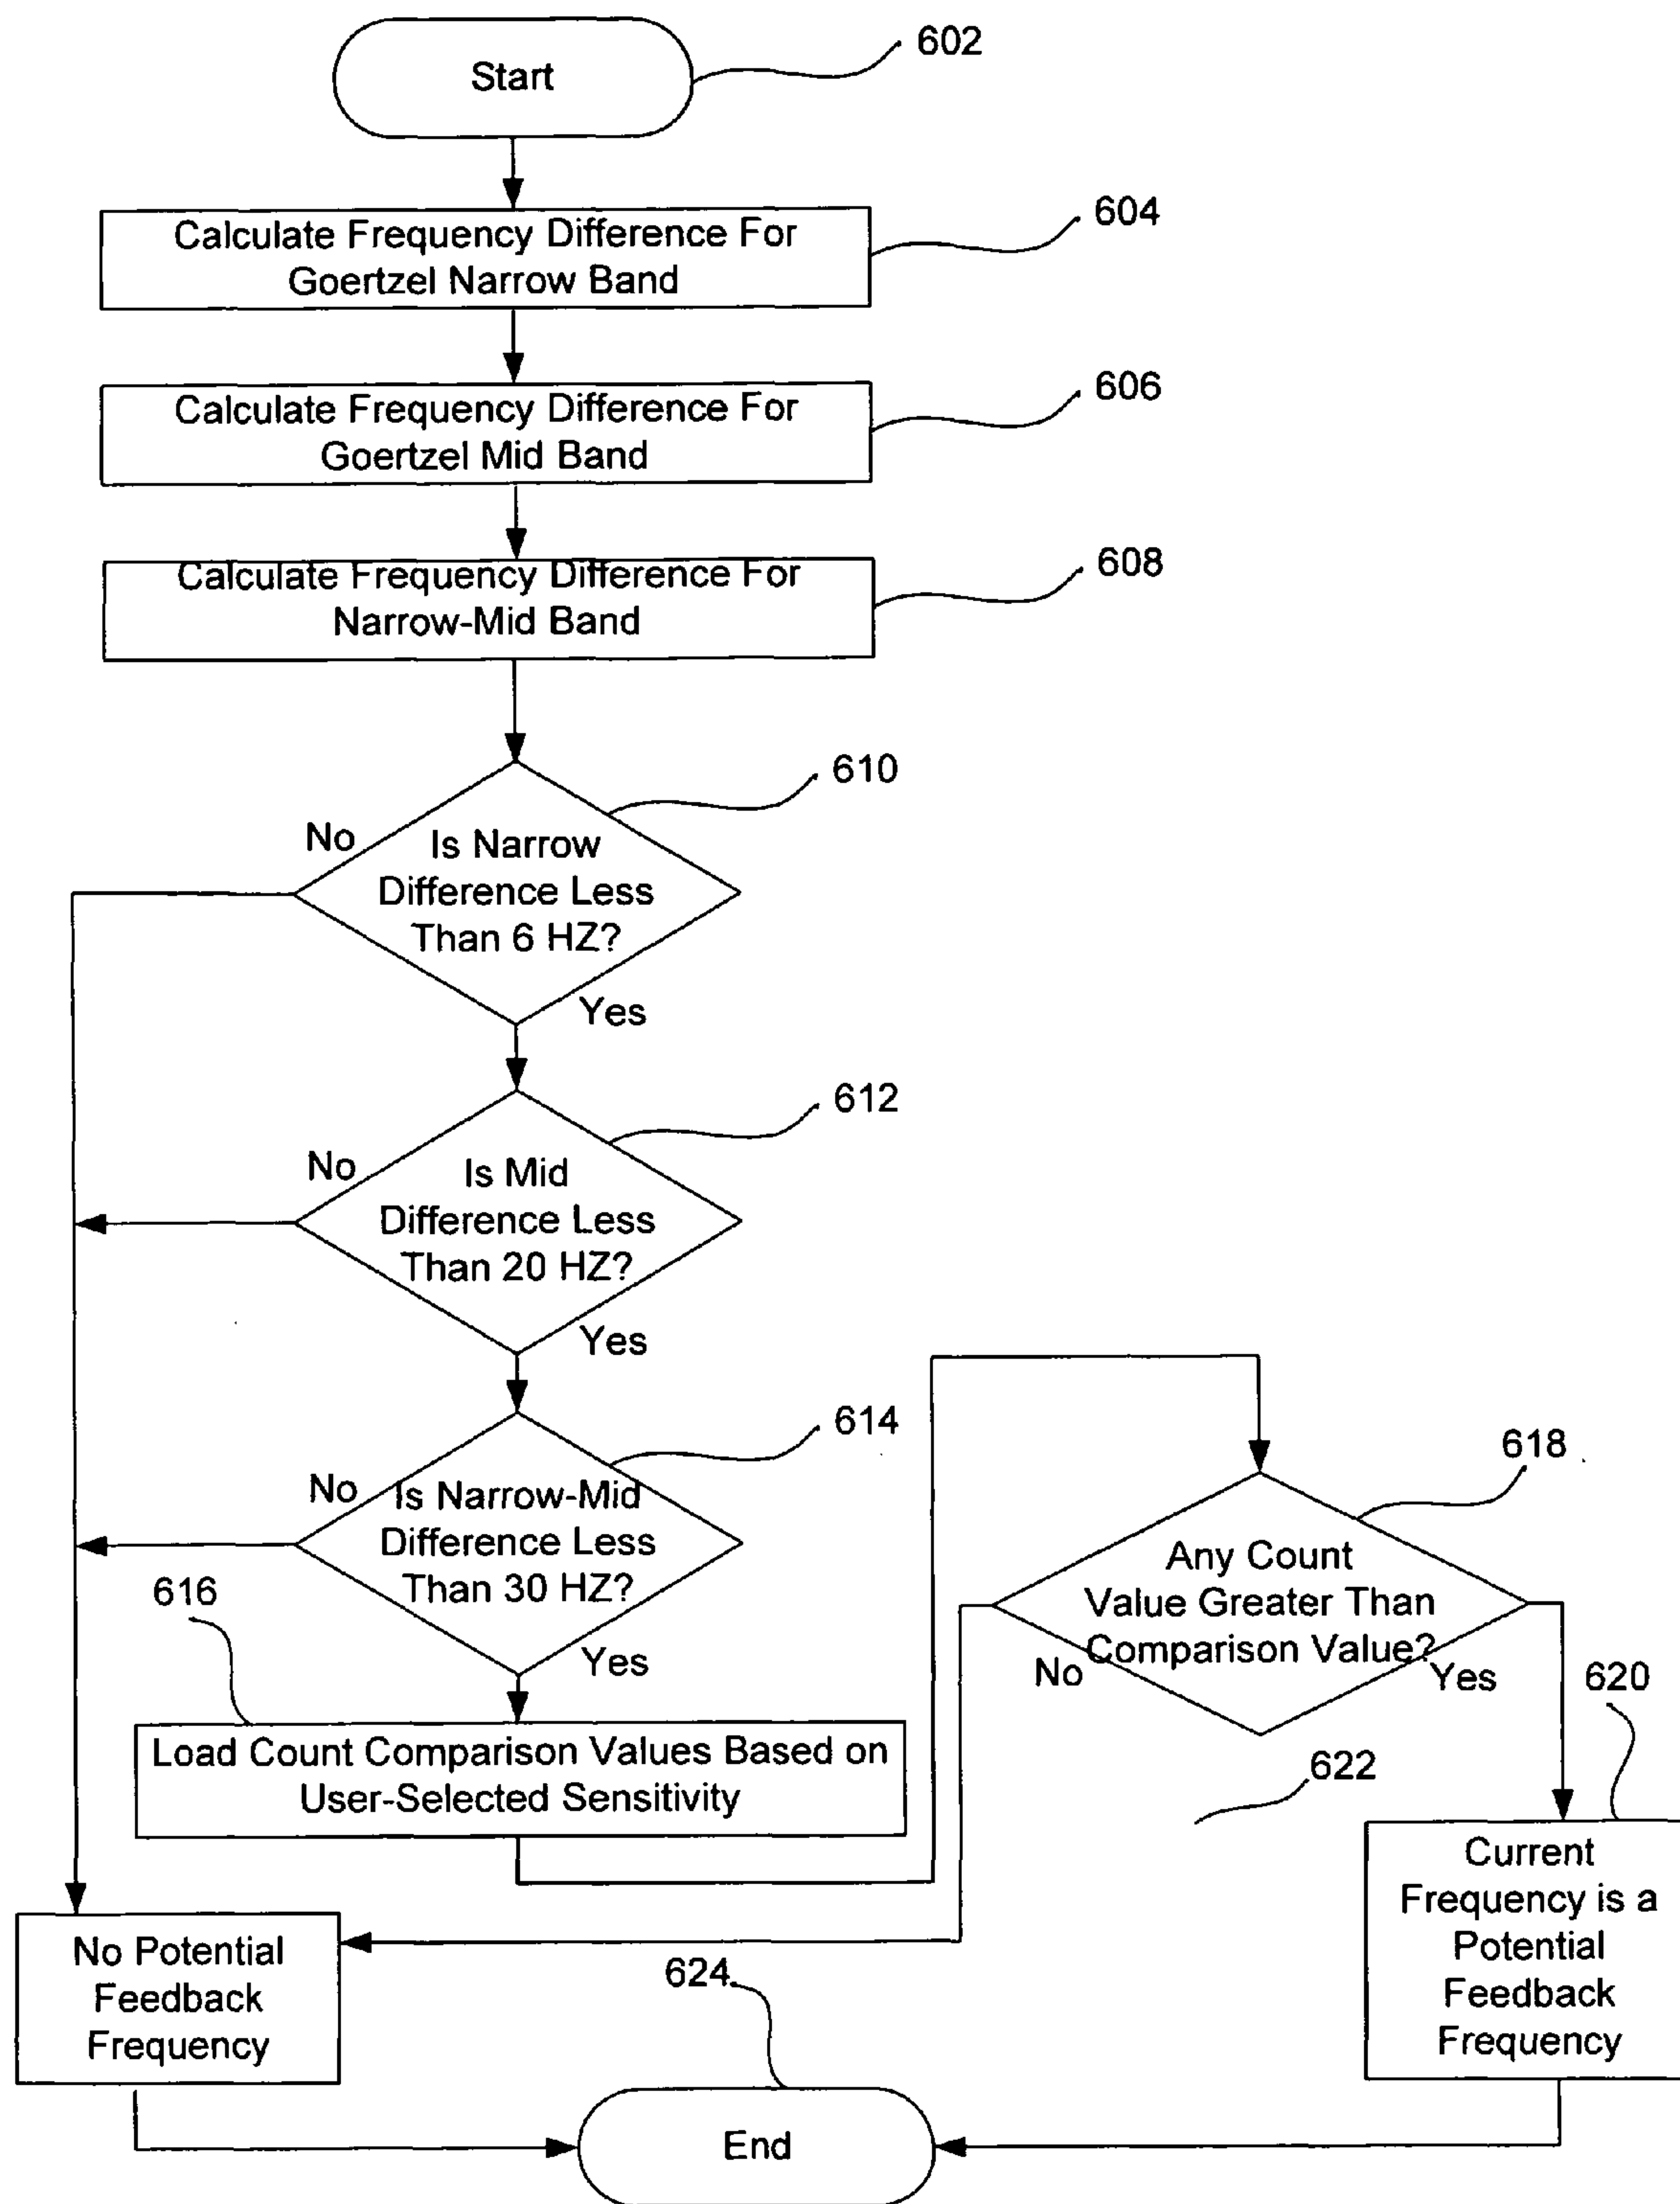 Start
602
Calculate Frequency Difference For
Goertzel Narrow Band
604
Calculate Frequency Difference For
Goertzel Mid Band
606
Calculate Frequency Difference For
Narrow-Mid Band
608
610
No
Is Narrow
Difference Less
Than 6 HZ?
Yes
612
No
Is Mid
Difference Less
Than 20 HZ?
Yes
614
No
Is Narrow-Mid
Difference Less
Than 30 HZ?
Yes
616
Load Count Comparison Values Based on
User-Selected Sensitivity
618
Any Count
Value Greater Than
Comparison Value?
No
Yes
620
622
Current
Frequency is a
Potential
Feedback
Frequency
No Potential
Feedback
Frequency
624
End